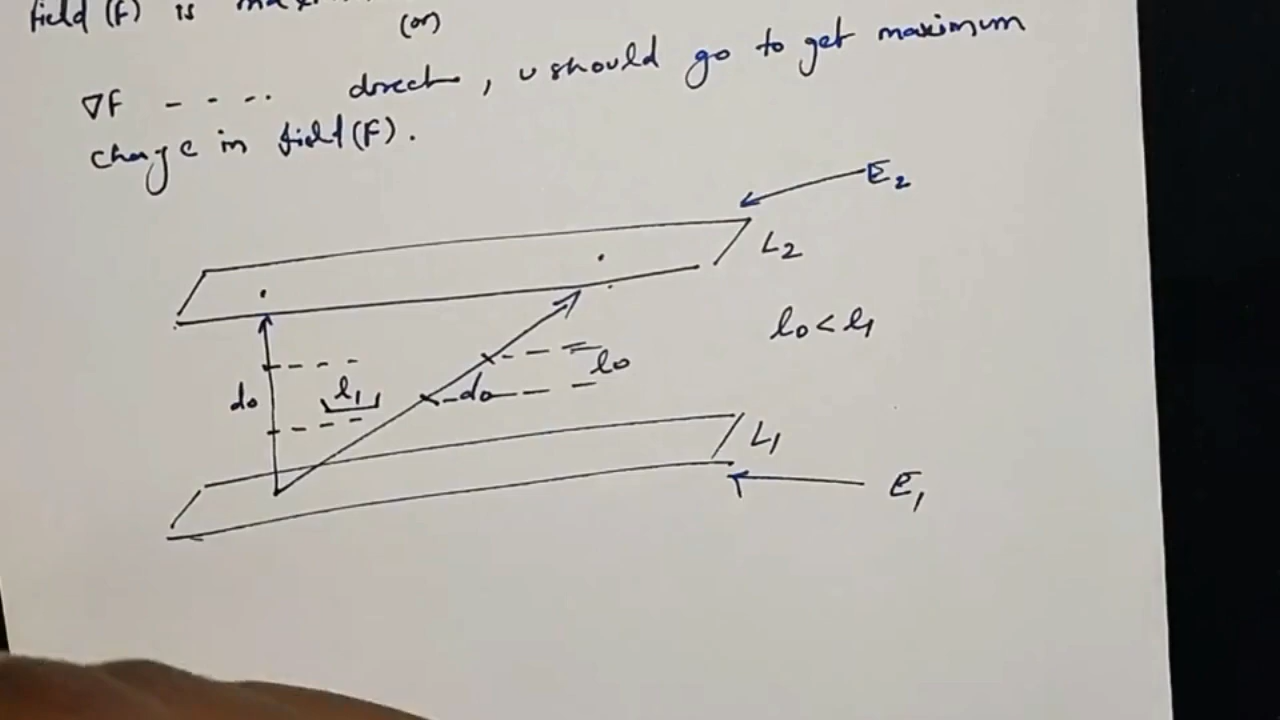 field (F) is
(or)
∇F - - - -. direct , u should go to get maximum
change in field (F).
E₂
L₂
l₀ < l₁
l₀
d₀ l₁ d₀
L₁
E₁